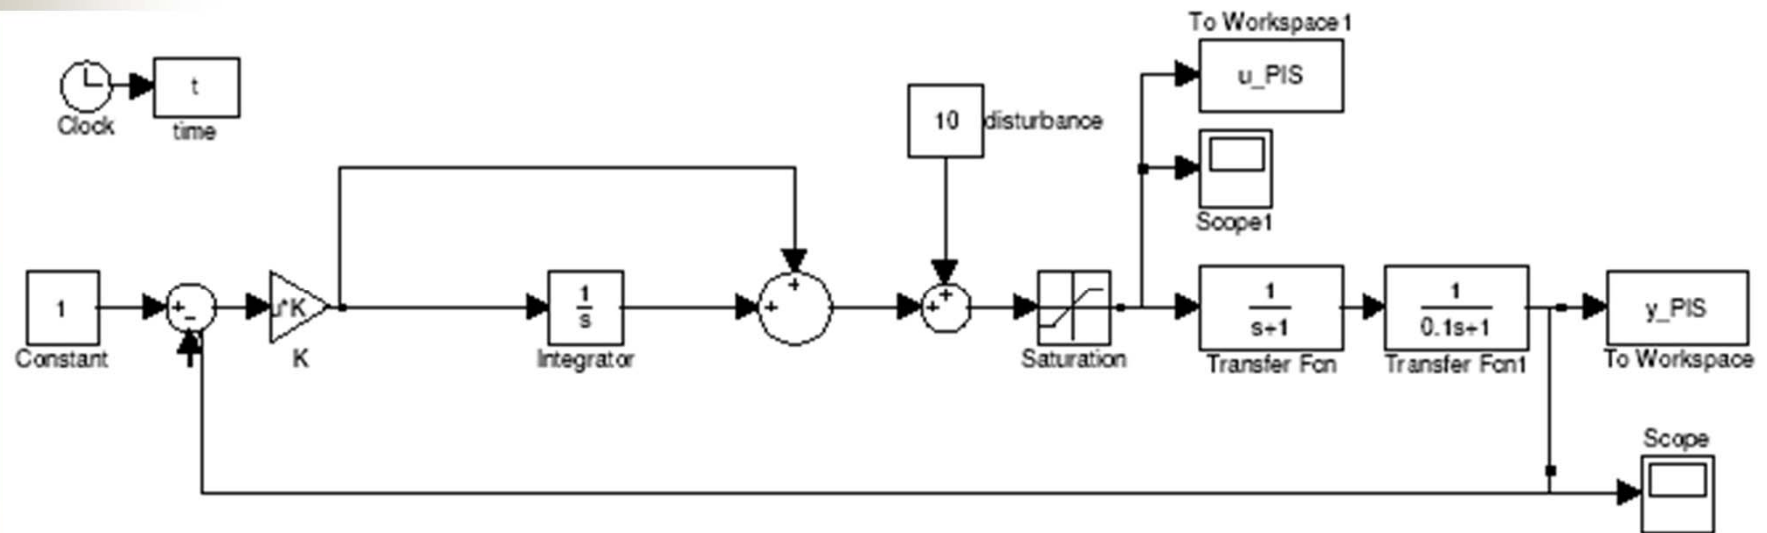 To Workspace1
u_PIS
t
Clock
time
10
disturbance
Scope1
1
Constant
+
-
K
+
+
+
+
1
s
Integrator
Saturation
1
s+1
Transfer Fcn
1
0.1s+1
Transfer Fcn1
y_PIS
To Workspace
Scope